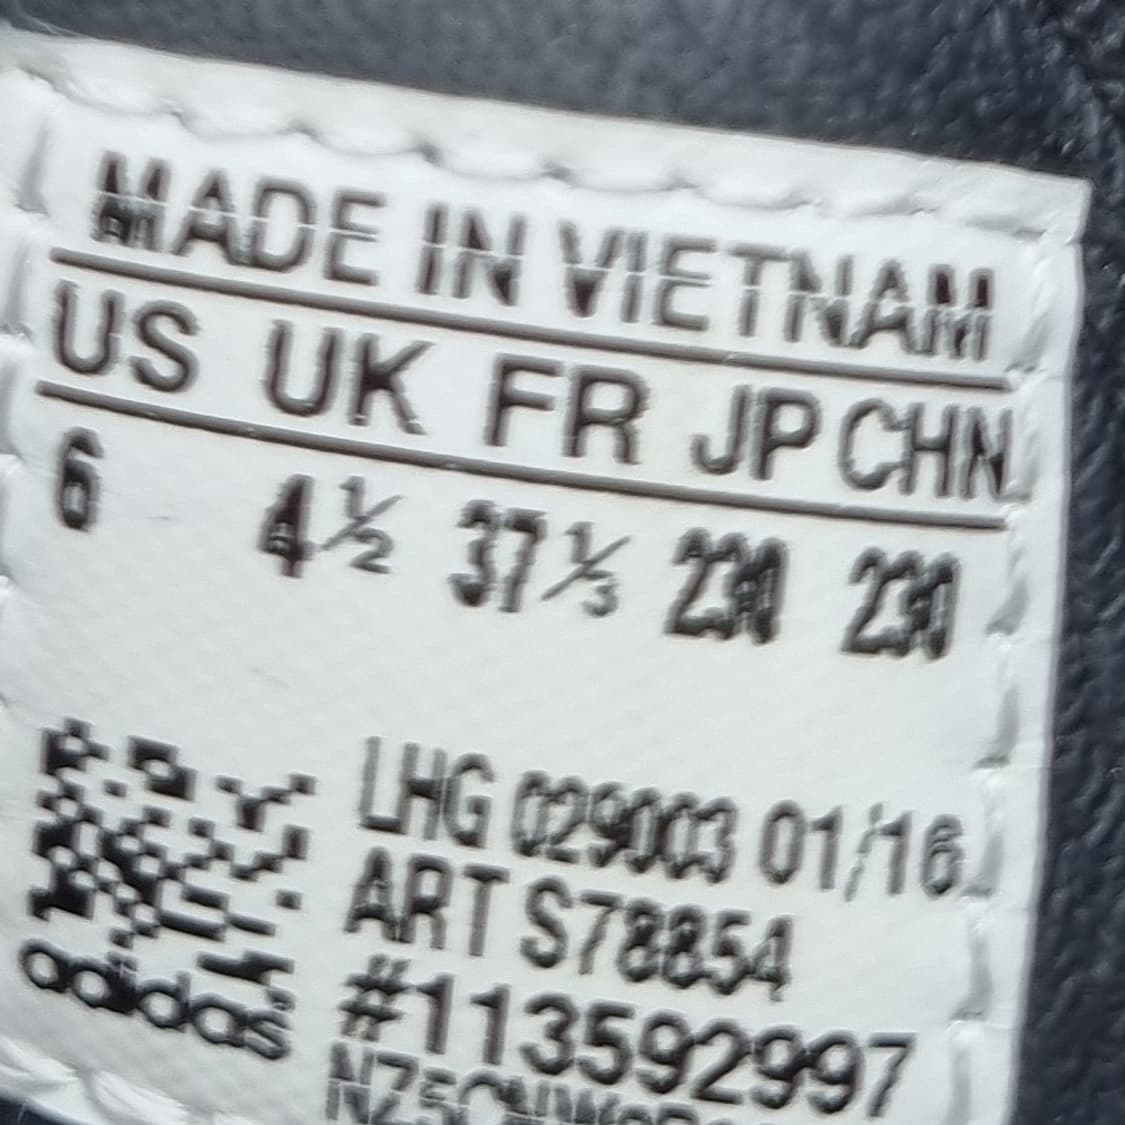 MADE IN VIETNAM
US UK FR JP CHN
6 4½ 37⅓ 230 230
LHG 029003 01/16
ART S78854
#113592997
adidas